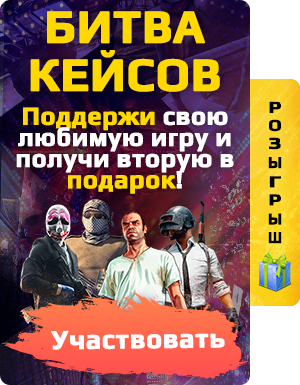 БИТВА
КЕЙСОВ
Поддержи свою
любимую игру и
получи вторую в
подарок!
Участвовать
РОЗЫГРЫШ